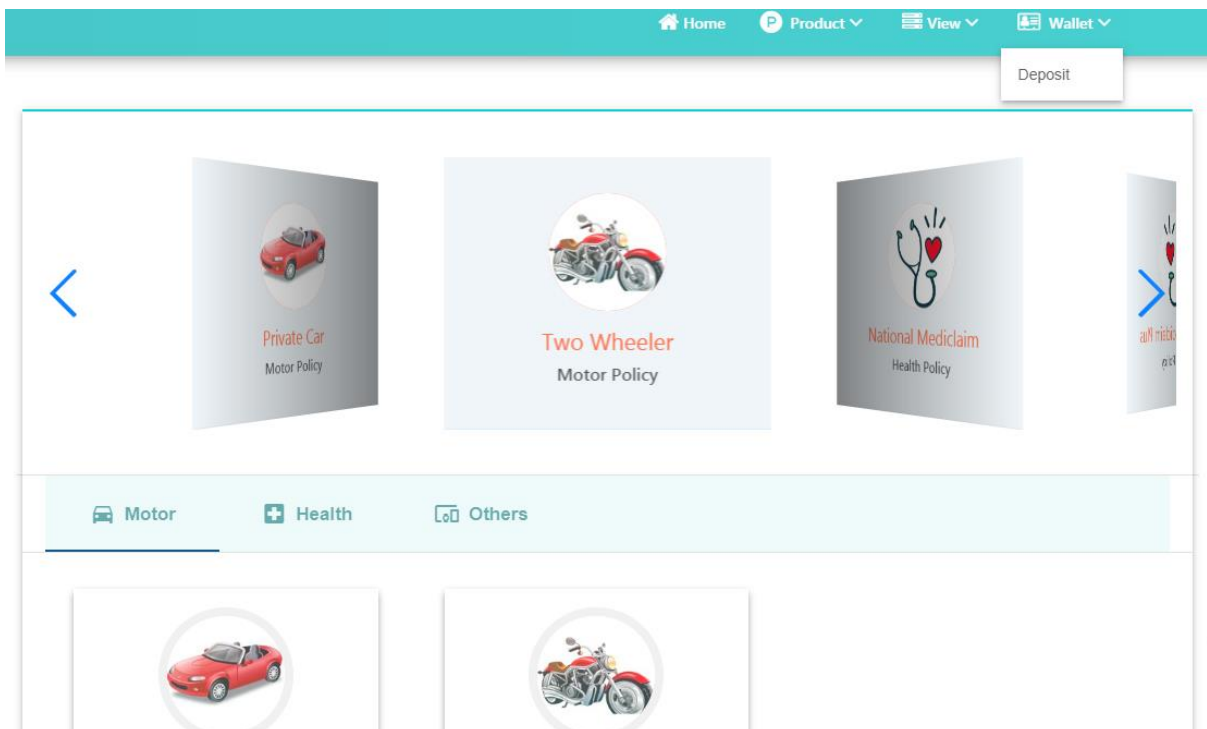 Home Product View Wallet
Deposit
Private Car
Motor Policy
Two Wheeler
Motor Policy
National Mediclaim
Health Policy
Motor Health Others